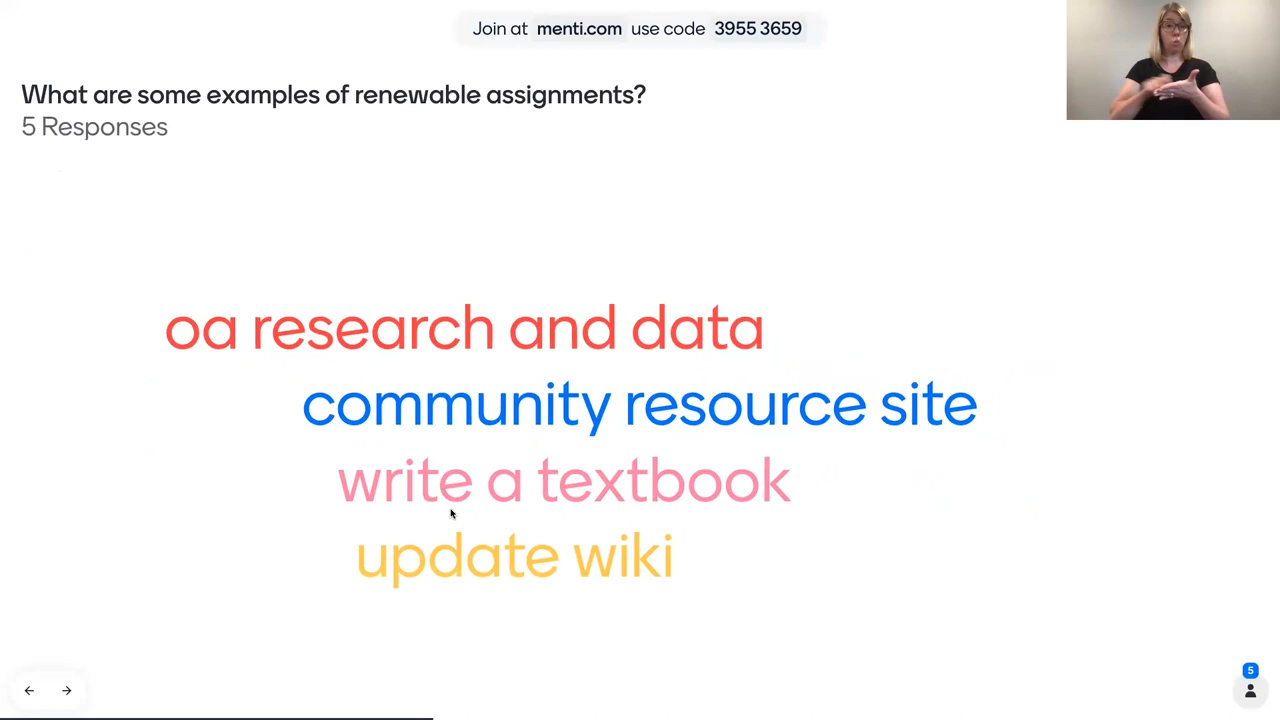 Join at menti.com use code 3955 3659
What are some examples of renewable assignments?
5 Responses
oa research and data
community resource site
write a textbook
update wiki
5